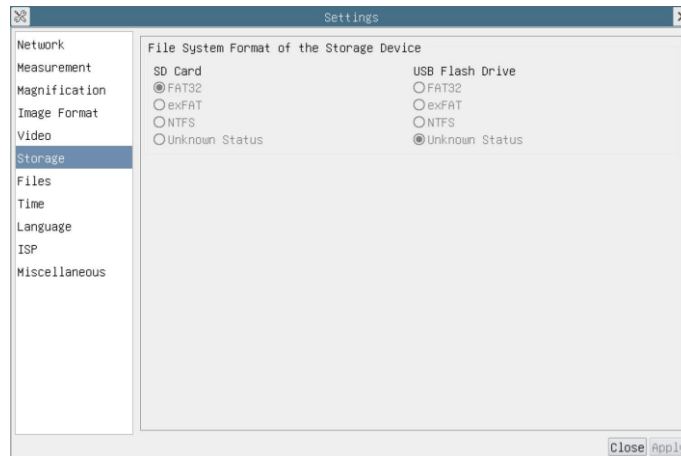 Settings
Network
Measurement
Magnification
Image Format
Video
Storage
Files
Time
Language
ISP
Miscellaneous
File System Format of the Storage Device
SD Card
FAT32
exFAT
NTFS
Unknown Status
USB Flash Drive
FAT32
exFAT
NTFS
Unknown Status
Close
Apply